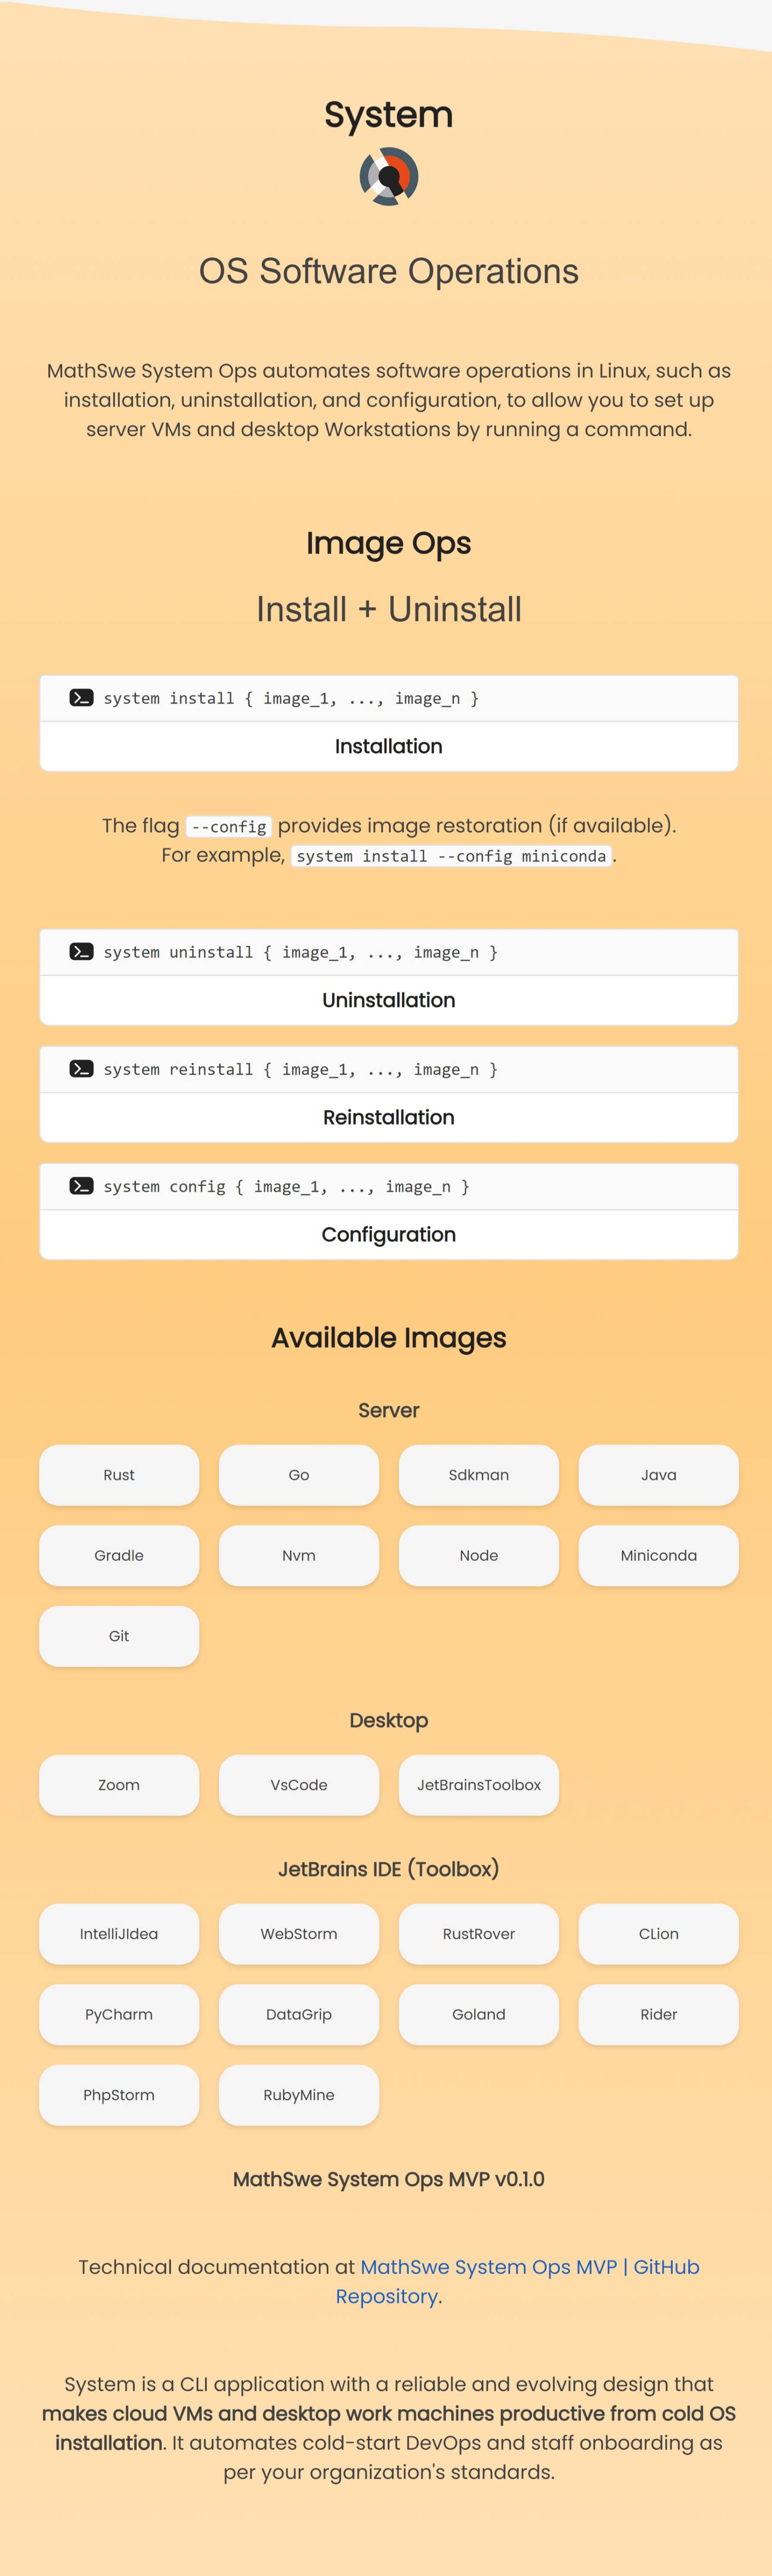 System
OS Software Operations
MathSwe System Ops automates software operations in Linux, such as
installation, uninstallation, and configuration, to allow you to set up
server VMs and desktop Workstations by running a command.
Image Ops
Install + Uninstall
system install { image_1, ..., image_n }
Installation
The flag --config provides image restoration (if available).
For example, system install --config miniconda.
system uninstall { image_1, ..., image_n }
Uninstallation
system reinstall { image_1, ..., image_n }
Reinstallation
system config { image_1, ..., image_n }
Configuration
Available Images
Server
Rust Go Sdkman Java
Gradle Nvm Node Miniconda
Git
Desktop
Zoom VsCode JetBrainsToolbox
JetBrains IDE (Toolbox)
IntelliJIdea WebStorm RustRover CLion
PyCharm DataGrip Goland Rider
PhpStorm RubyMine
MathSwe System Ops MVP v0.1.0
Technical documentation at MathSwe System Ops MVP | GitHub
Repository.
System is a CLI application with a reliable and evolving design that
makes cloud VMs and desktop work machines productive from cold OS
installation. It automates cold-start DevOps and staff onboarding as
per your organization's standards.